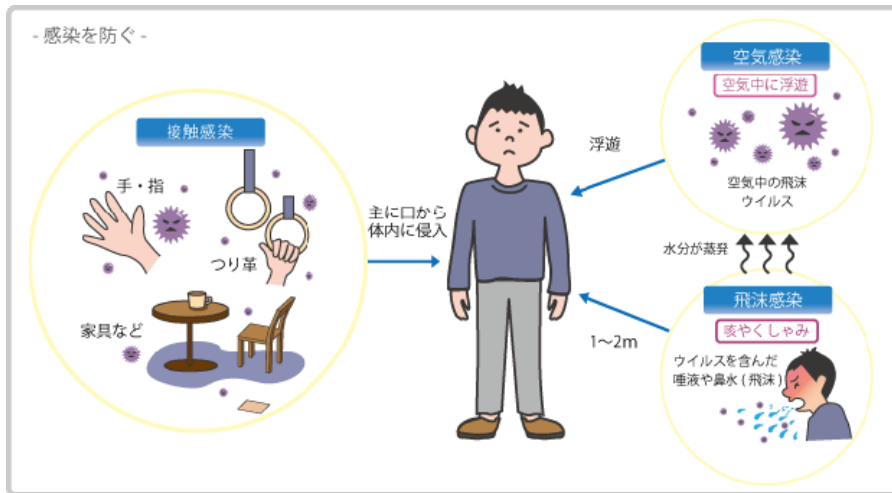 - 感染を防ぐ -
接触感染
手・指
つり革
家具など
主に口から
体内に侵入
浮遊
1〜2m
空気感染
空気中に浮遊
空気中の飛沫
ウイルス
水分が蒸発
飛沫感染
咳やくしゃみ
ウイルスを含んだ
唾液や鼻水 ( 飛沫 )